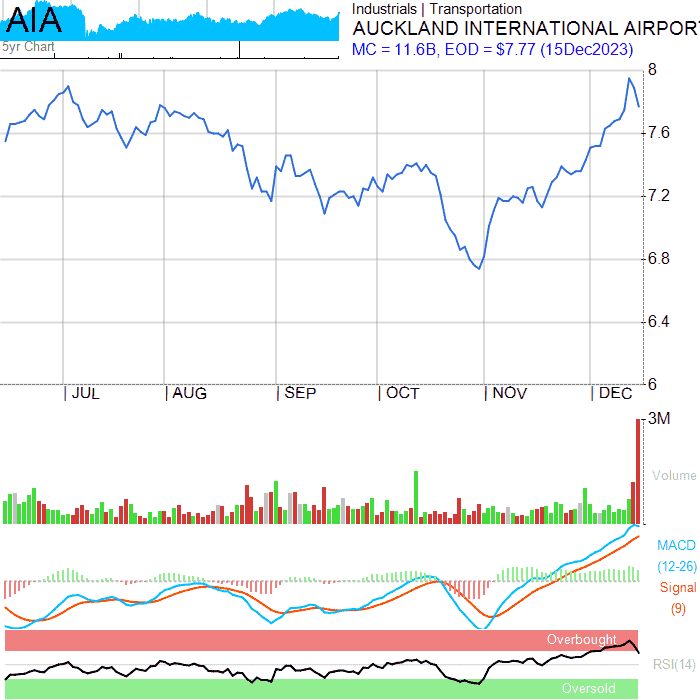 AIA
5yr Chart
Industrials | Transportation
AUCKLAND INTERNATIONAL AIRPORT
MC = 11.6B, EOD = $7.77 (15Dec2023)
8
7.6
7.2
6.8
6.4
6
JUL AUG SEP OCT NOV DEC
3M
Volume
MACD
(12-26)
Signal
(9)
Overbought
RSI(14)
Oversold